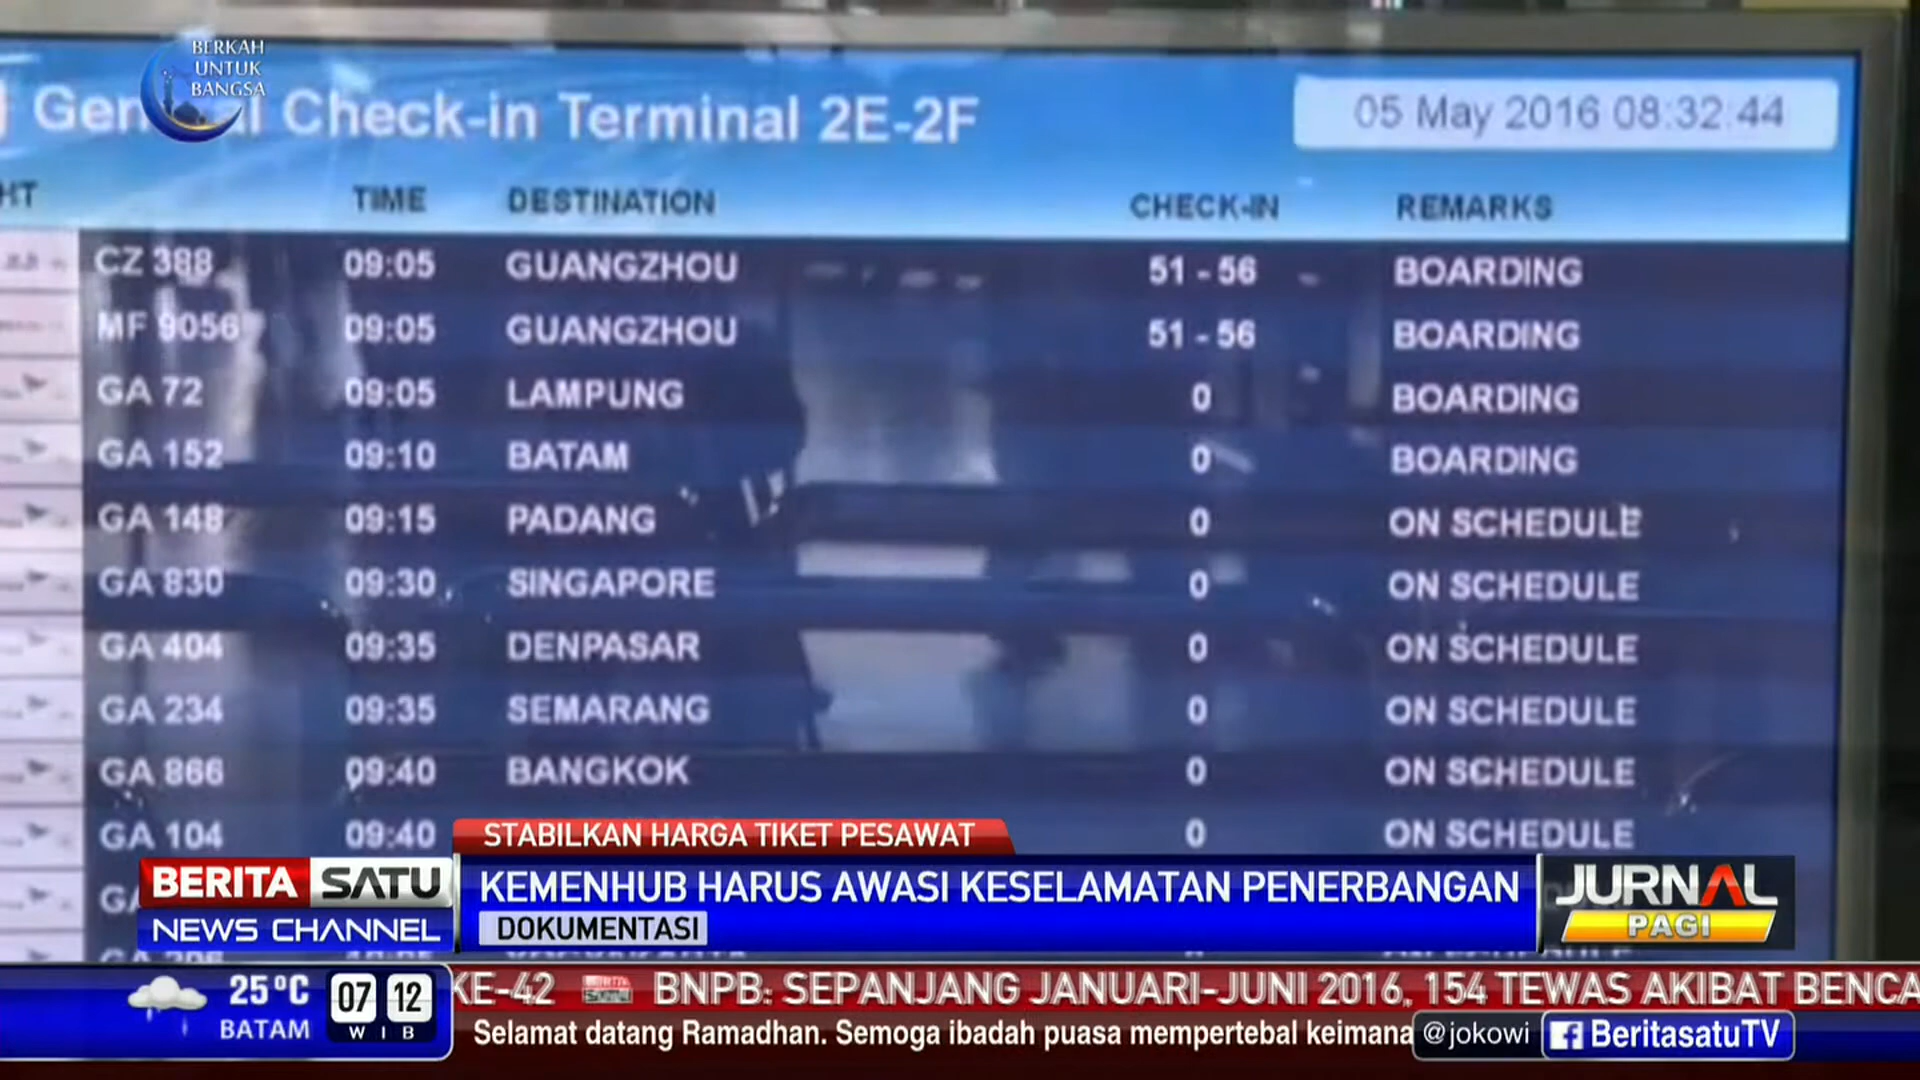 BERKAH
UNTUK
BANGSA
General Check-in Terminal 2E-2F
05 May 2016 08:32:44
TIME DESTINATION CHECK-IN REMARKS
CZ 388 09:05 GUANGZHOU 51 - 56 BOARDING
MF 9056 09:05 GUANGZHOU 51 - 56 BOARDING
GA 72 09:05 LAMPUNG 0 BOARDING
GA 152 09:10 BATAM 0 BOARDING
GA 148 09:15 PADANG 0 ON SCHEDULE
GA 830 09:30 SINGAPORE 0 ON SCHEDULE
GA 404 09:35 DENPASAR 0 ON SCHEDULE
GA 234 09:35 SEMARANG 0 ON SCHEDULE
GA 866 09:40 BANGKOK 0 ON SCHEDULE
GA 104 09:40 0 ON SCHEDULE
STABILKAN HARGA TIKET PESAWAT
BERITA SATU
NEWS CHANNEL
KEMENHUB HARUS AWASI KESELAMATAN PENERBANGAN
DOKUMENTASI
JURNAL
PAGI
25°C
BATAM
07 12
WIB
KE-42 BNPB: SEPANJANG JANUARI-JUNI 2016, 154 TEWAS AKIBAT BENCA
Selamat datang Ramadhan. Semoga ibadah puasa mempertebal keimana
@jokowi
BeritasatuTV